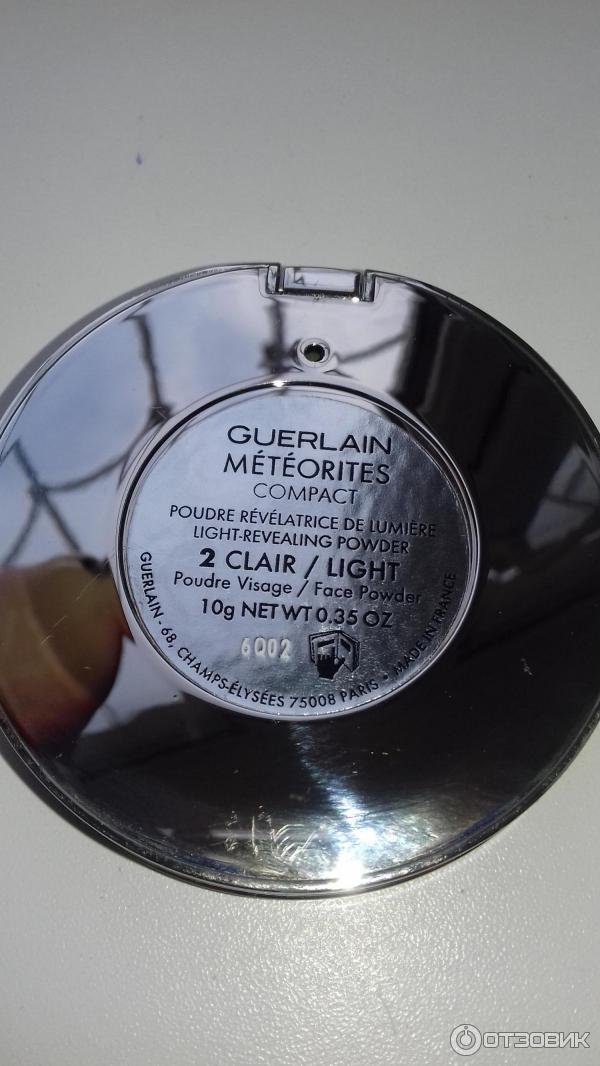 GUERLAIN
MÉTÉORITES
COMPACT
POUDRE RÉVÉLATRICE DE LUMIÈRE
LIGHT-REVEALING POWDER
2 CLAIR / LIGHT
Poudre Visage / Face Powder
10g NET WT 0.35 OZ
6Q02
GUERLAIN - 68, CHAMPS-ÉLYSÉES 75008 PARIS • MADE IN FRANCE
ОТЗОВИК